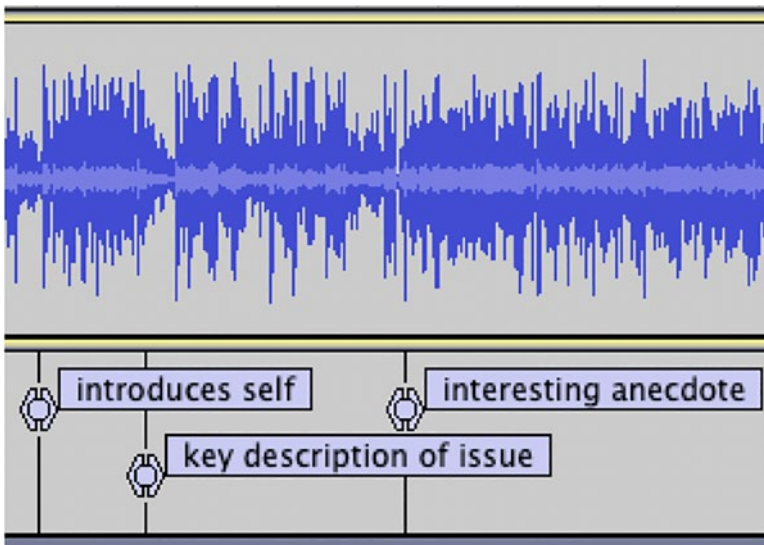 introduces self
interesting anecdote
key description of issue